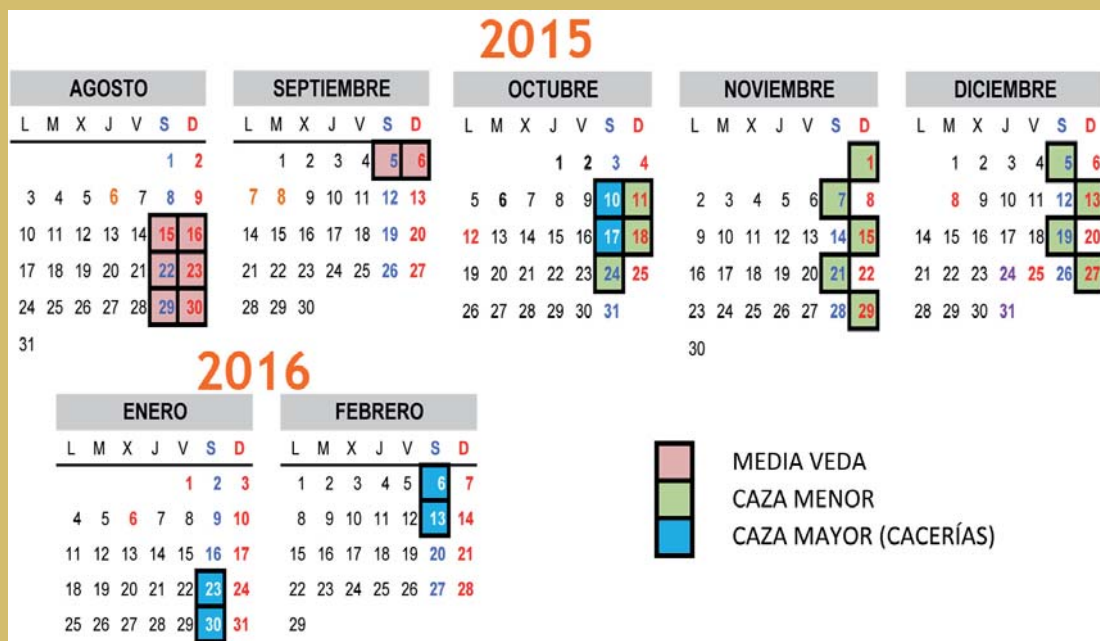 2015
AGOSTO
L M X J V S D
1 2
3 4 5 6 7 8 9
10 11 12 13 14 15 16
17 18 19 20 21 22 23
24 25 26 27 28 29 30
31
SEPTIEMBRE
L M X J V S D
1 2 3 4 5 6
7 8 9 10 11 12 13
14 15 16 17 18 19 20
21 22 23 24 25 26 27
28 29 30
OCTUBRE
L M X J V S D
1 2 3 4
5 6 7 8 9 10 11
12 13 14 15 16 17 18
19 20 21 22 23 24 25
26 27 28 29 30 31
NOVIEMBRE
L M X J V S D
1
2 3 4 5 6 7 8
9 10 11 12 13 14 15
16 17 18 19 20 21 22
23 24 25 26 27 28 29
30
DICIEMBRE
L M X J V S D
1 2 3 4 5 6
8 9 10 11 12 13
14 15 16 17 18 19 20
21 22 23 24 25 26 27
28 29 30 31
2016
ENERO
L M X J V S D
1 2 3
4 5 6 7 8 9 10
11 12 13 14 15 16 17
18 19 20 21 22 23 24
25 26 27 28 29 30 31
FEBRERO
L M X J V S D
1 2 3 4 5 6 7
8 9 10 11 12 13 14
15 16 17 18 19 20 21
22 23 24 25 26 27 28
29
MEDIA VEDA
CAZA MENOR
CAZA MAYOR (CACERÍAS)